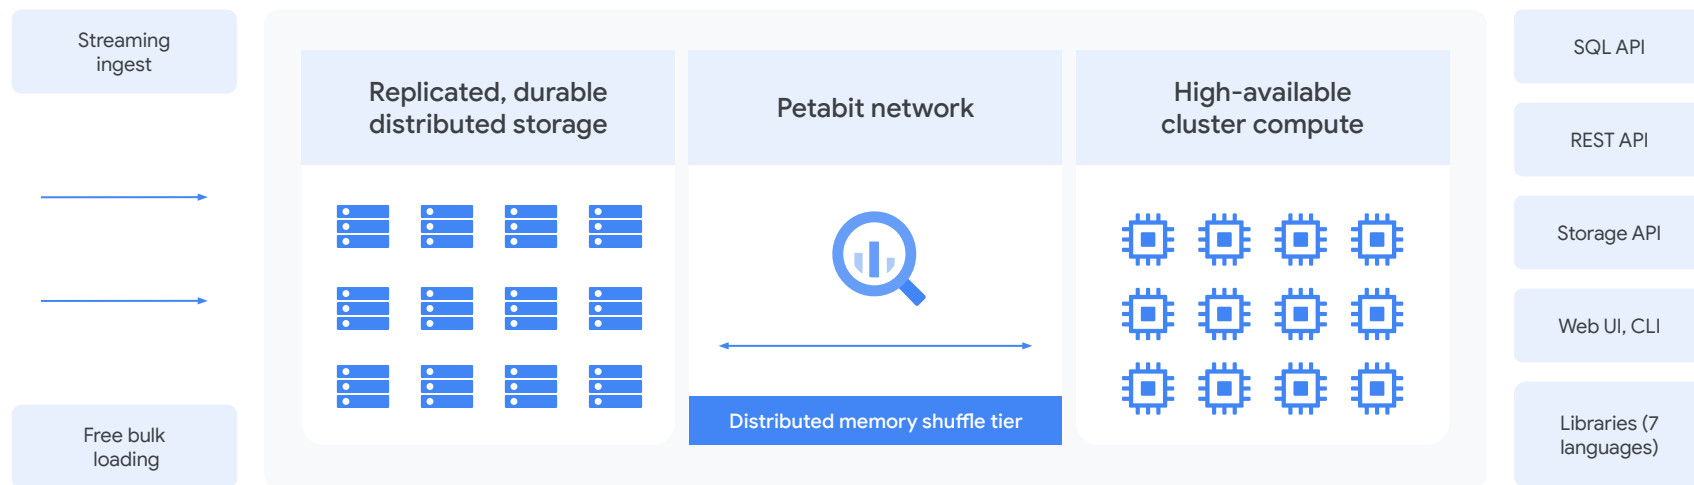 Streaming
ingest
Free bulk
loading
Replicated, durable
distributed storage
Petabit network
Distributed memory shuffle tier
High-available
cluster compute
SQL API
REST API
Storage API
Web UI, CLI
Libraries (7
languages)